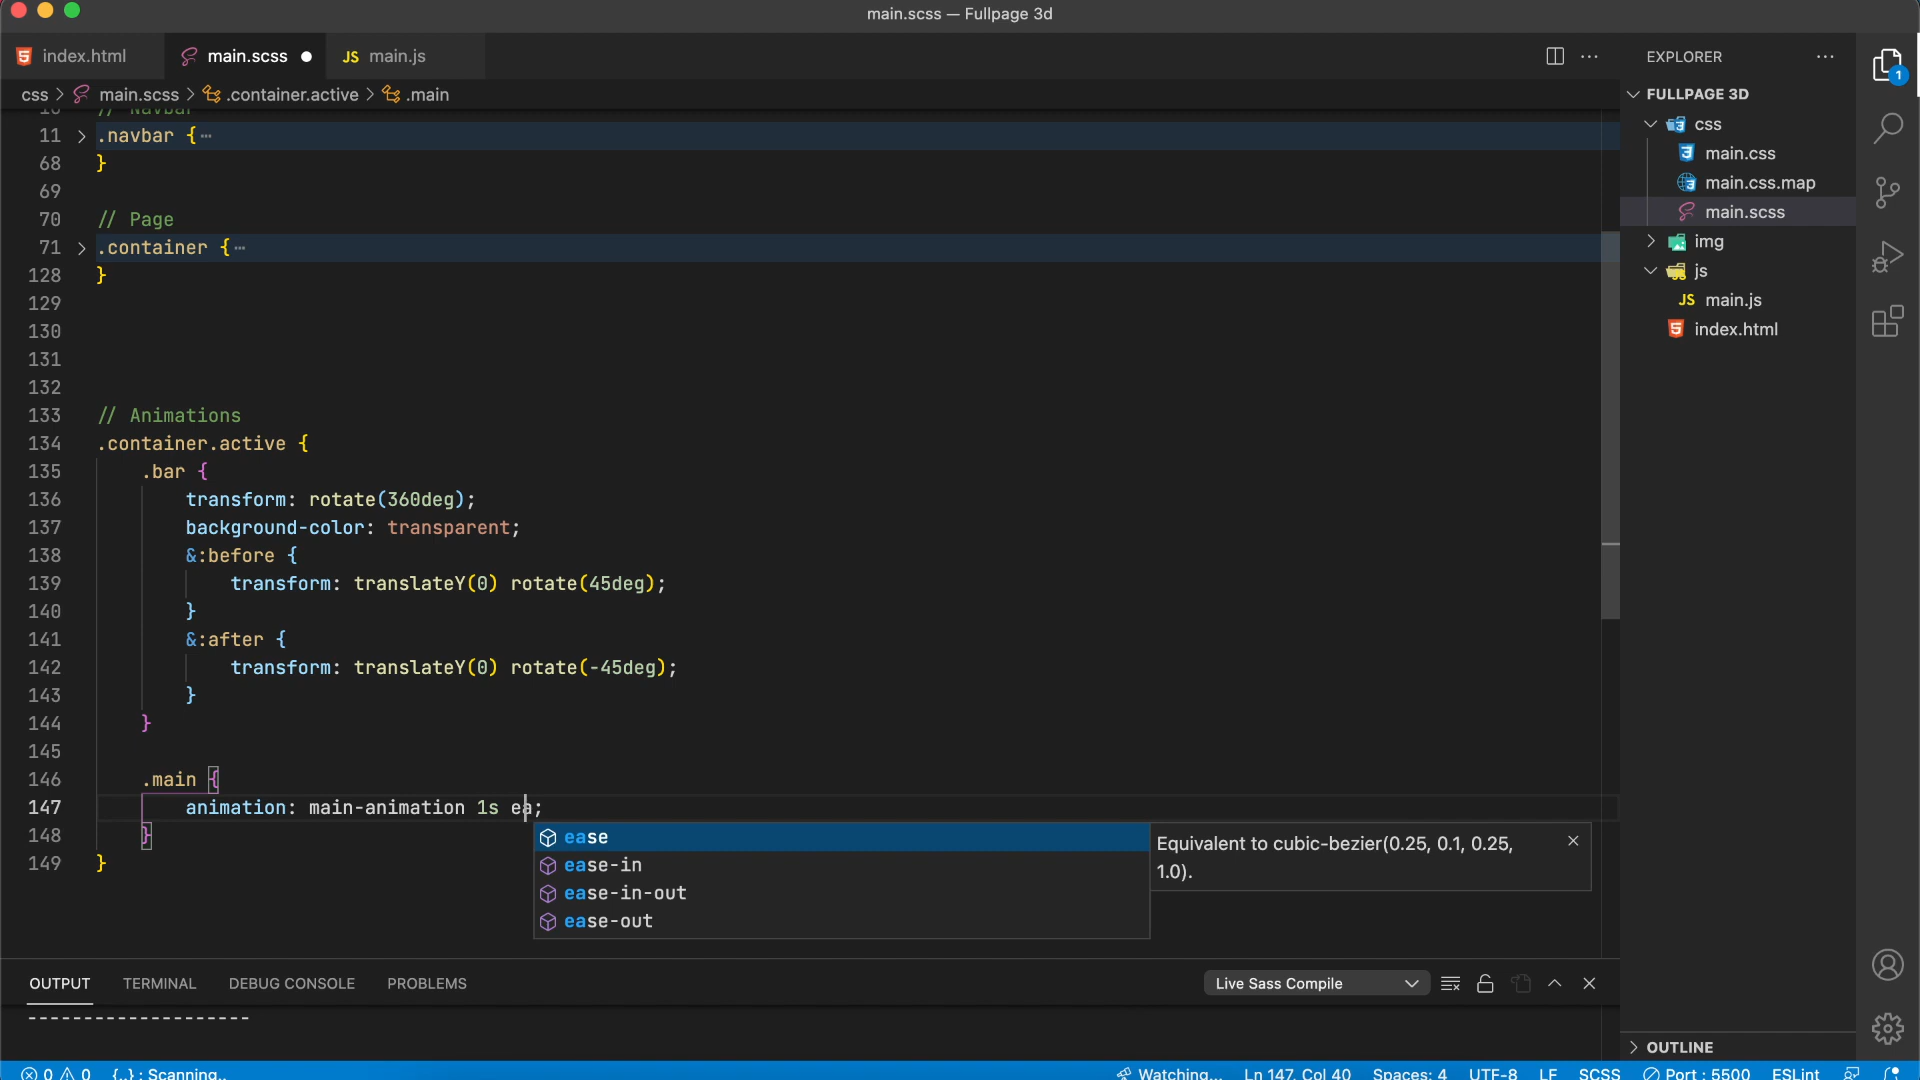 main.scss — Fullpage 3d
index.html
main.scss
JS main.js
css > main.scss > .container.active > .main
10 // Navbar
11 .navbar {…
68 }
69
70 // Page
71 .container {…
128 }
129
130
131
132
133 // Animations
134 .container.active {
135 .bar {
136 transform: rotate(360deg);
137 background-color: transparent;
138 &:before {
139 transform: translateY(0) rotate(45deg);
140 }
141 &:after {
142 transform: translateY(0) rotate(-45deg);
143 }
144 }
145
146 .main {
147 animation: main-animation 1s ea;
148 }
149 }
ease
ease-in
ease-in-out
ease-out
Equivalent to cubic-bezier(0.25, 0.1, 0.25,
1.0).
OUTPUT
TERMINAL
DEBUG CONSOLE
PROBLEMS
Live Sass Compile
--------------------
EXPLORER
FULLPAGE 3D
css
main.css
main.css.map
main.scss
img
js
JS main.js
index.html
OUTLINE
1
0 0 {..} : Scanning..
Watching... Ln 147, Col 40 Spaces: 4 UTF-8 LF SCSS Port : 5500 ESLint